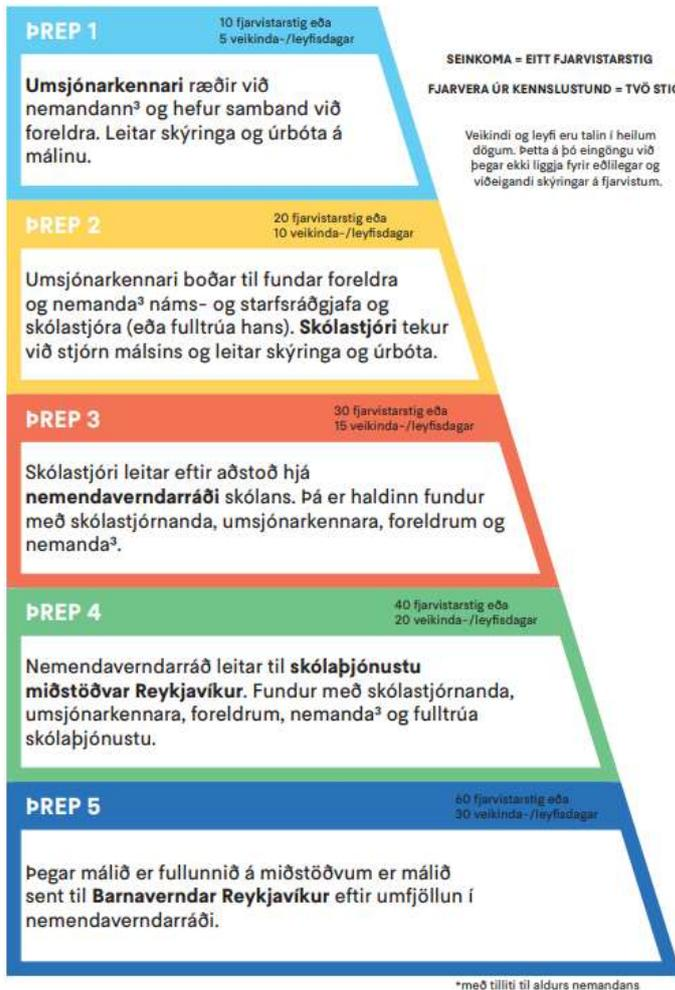 ÞREP 1
10 fjarvistarstig eða
5 veikinda-/leyfisdagar
Umsjónarkennari ræðir við
nemandann³ og hefur samband við
foreldra. Leitar skýringa og úrbóta á
málinu.
SEINKOMA = EITT FJARVISTARSTIG
FJARVERA ÚR KENNSLUSTUND = TVÖ STIG
Veikindi og leyfi eru talin í heilum
dögum. Þetta á þó eingöngu við
þegar ekki liggja fyrir eðlilegar og
viðeigandi skýringar á fjarvistum.
ÞREP 2
20 fjarvistarstig eða
10 veikinda-/leyfisdagar
Umsjónarkennari boðar til fundar foreldra
og nemanda³ náms- og starfsráðgjafa og
skólastjóra (eða fulltrúa hans). Skólastjóri tekur
við stjórn málsins og leitar skýringa og úrbóta.
ÞREP 3
30 fjarvistarstig eða
15 veikinda-/leyfisdagar
Skólastjóri leitar eftir aðstoð hjá
nemendaverndarráði skólans. Þá er haldinn fundur
með skólastjórnanda, umsjónarkennara, foreldrum og
nemanda³.
ÞREP 4
40 fjarvistarstig eða
20 veikinda-/leyfisdagar
Nemendaverndarráð leitar til skólaþjónustu
miðstöðvar Reykjavíkur. Fundur með skólastjórnanda,
umsjónarkennara, foreldrum, nemanda³ og fulltrúa
skólaþjónustu.
ÞREP 5
60 fjarvistarstig eða
30 veikinda-/leyfisdagar
Þegar málið er fullunnið á miðstöðvum er málið
sent til Barnaverndar Reykjavíkur eftir umfjöllun í
nemendaverndarráði.
*með tilliti til aldurs nemandans